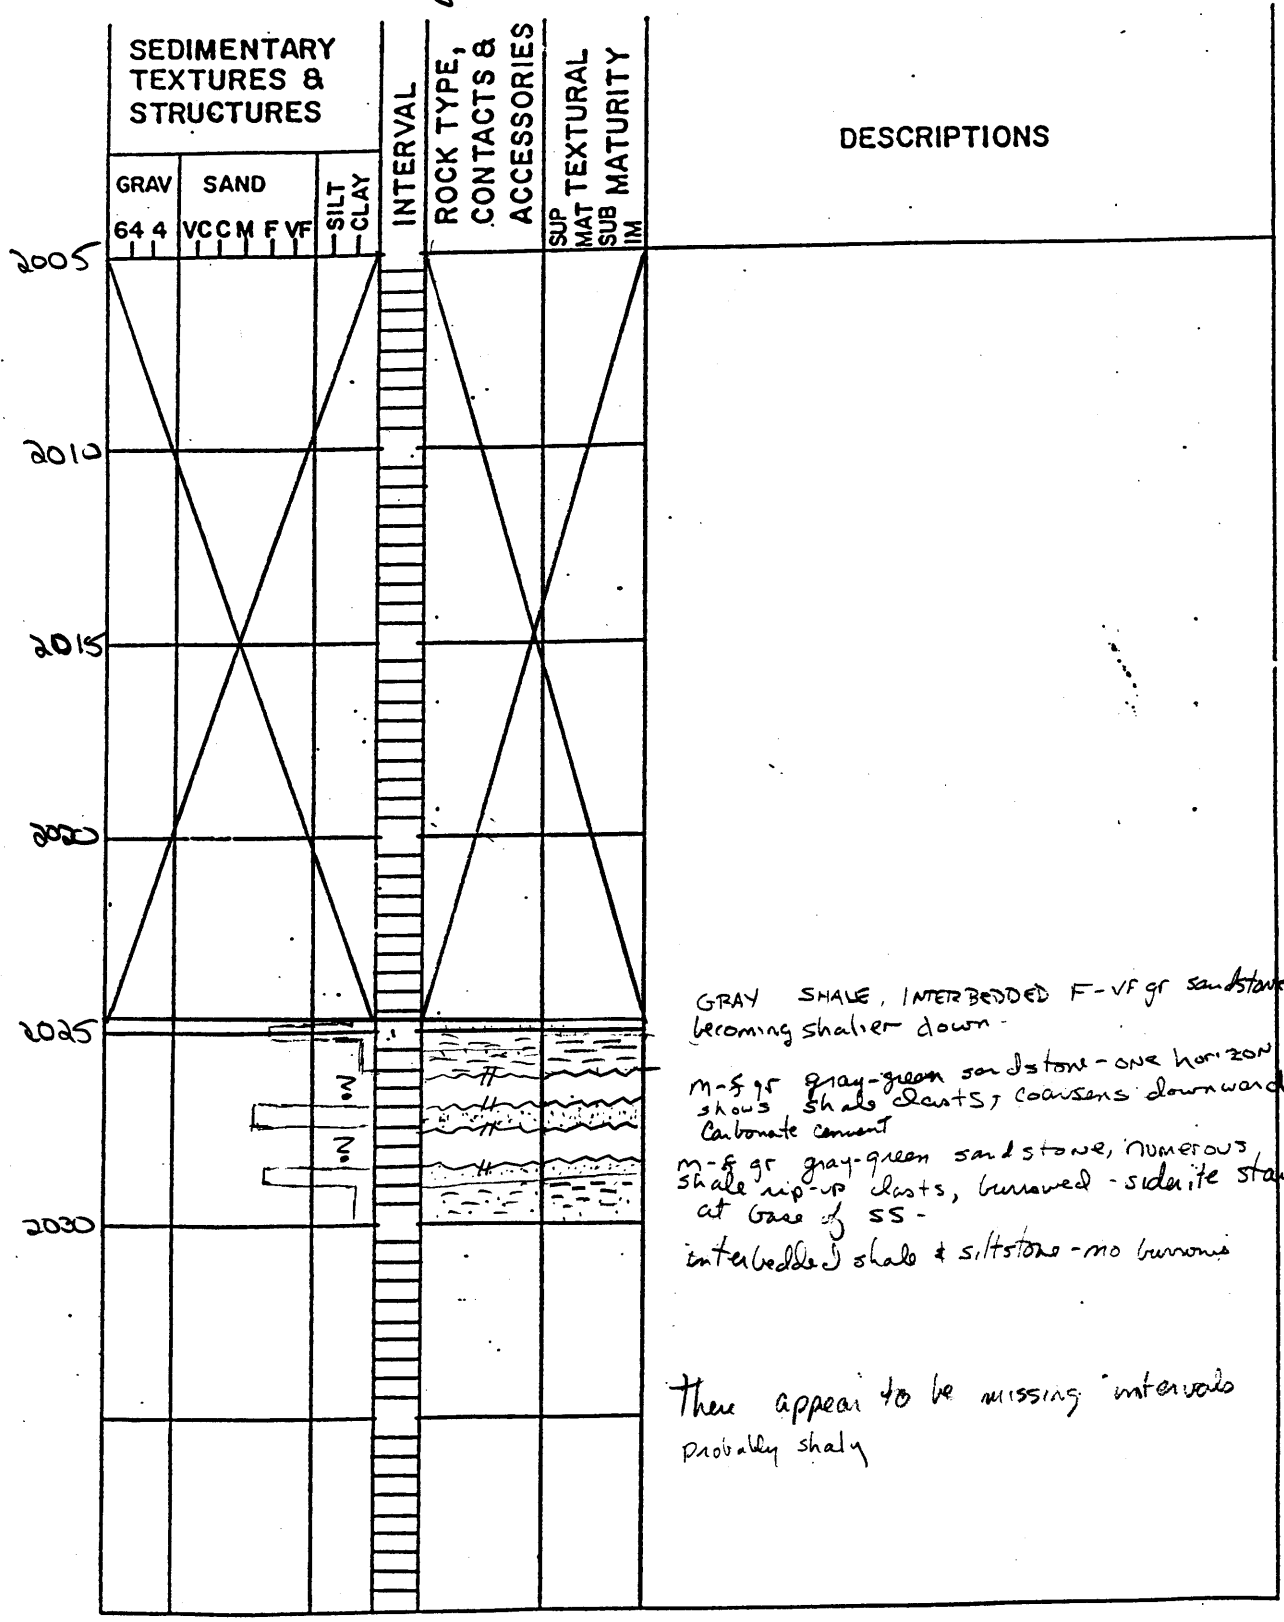 SEDIMENTARY
TEXTURES &
STRUCTURES
GRAV SAND SILT CLAY
64 4 VC C M F VF
INTERVAL
ROCK TYPE,
CONTACTS &
ACCESSORIES
TEXTURAL
MATURITY
SUP
MAT
SUB
IM
DESCRIPTIONS
2005
2010
2015
2020
2025
2030
GRAY SHALE, INTERBEDDED F-VF gr sandstone
becoming shalier down-
m-f gr gray-green sandstone-one horizon
shows shale clasts, coarsens downward
Carbonate cement
m-f gr gray-green sandstone, numerous
shale rip-up clasts, burrowed - siderite
at base of SS-
interbedded shale & siltstone-no burrows
There appear to be missing intervals
probably shaly